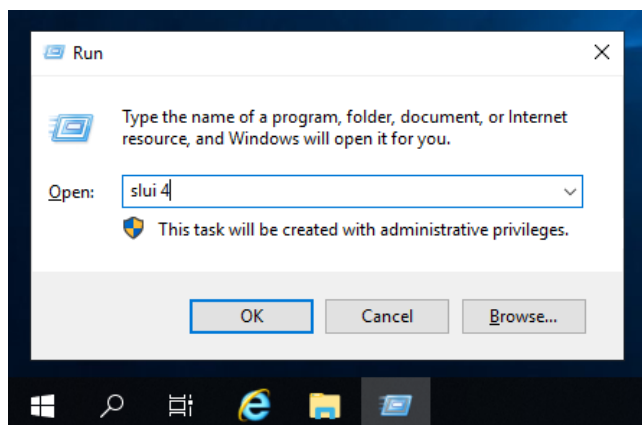 Run
Type the name of a program, folder, document, or Internet
resource, and Windows will open it for you.
Open:
slui 4
This task will be created with administrative privileges.
OK
Cancel
Browse...